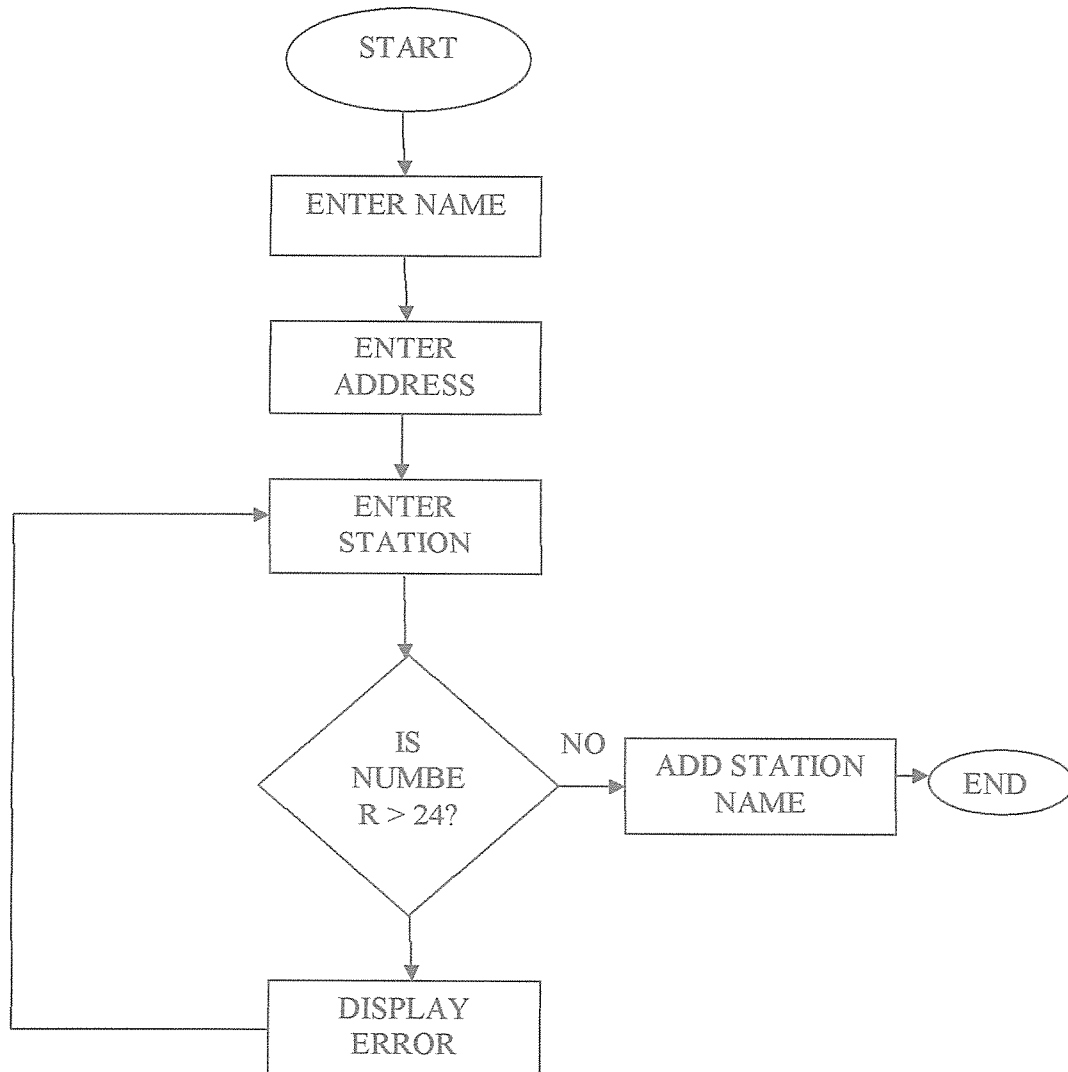 START
ENTER NAME
ENTER
ADDRESS
ENTER
STATION
IS
NUMBE
R > 24?
NO
ADD STATION
NAME
END
DISPLAY
ERROR